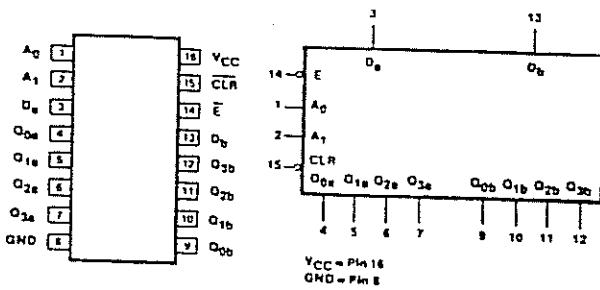 A0 1
A1 2
Da 3
Q0a 4
Q1a 5
Q2a 6
Q3a 7
GND 8
16 VCC
15 CLR
14 E
13 Db
12 Q3b
11 Q2b
10 Q1b
9 Q0b
3 13
Da Db
14 E
1 A0
2 A1
15 CLR
Q0a Q1a Q2a Q3a Q0b Q1b Q2b Q3b
4 5 6 7 9 10 11 12
VCC = Pin 16
GND = Pin 8